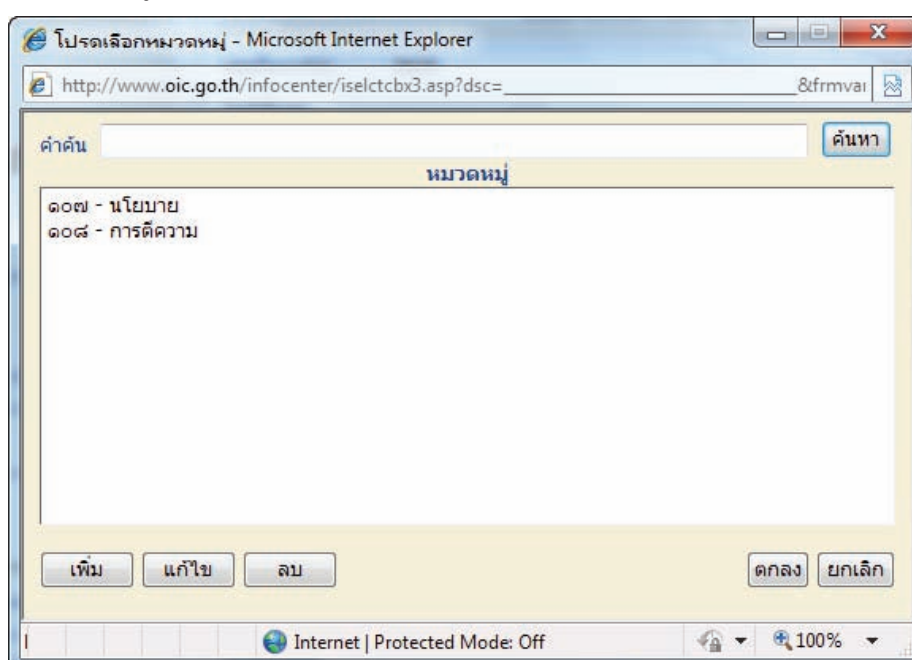 โปรดเลือกหมวดหมู่ - Microsoft Internet Explorer
http://www.oic.go.th/infocenter/iselctcbx3.asp?dsc=____________________&frmvar
คำค้น
ค้นหา
หมวดหมู่
๑๐๗ - นโยบาย
๑๐๘ - การตีความ
เพิ่ม แก้ไข ลบ ตกลง ยกเลิก
Internet | Protected Mode: Off 100%